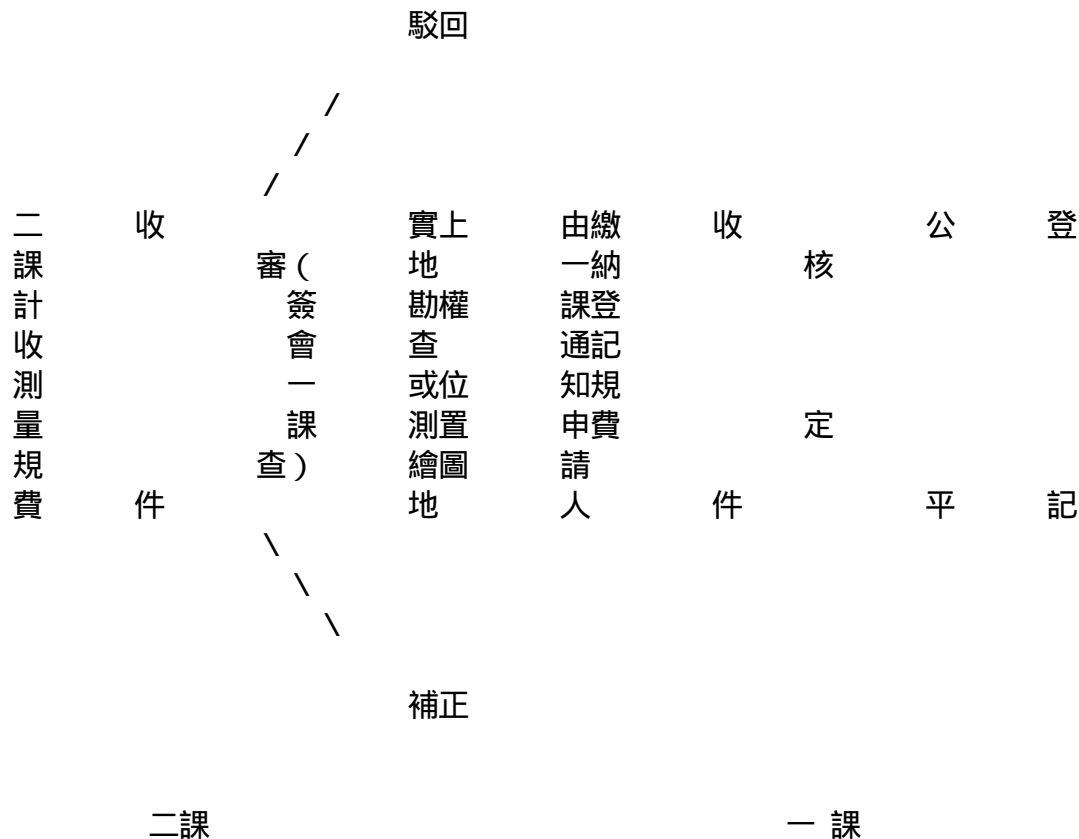 駁回
二課計收測量規費
收件
審查
(簽會一課)
實地勘查或測繪地
上權位置圖
由一課通知申請人
繳納登記規費
收件
核定
公平
登記
補正
二課
一 課